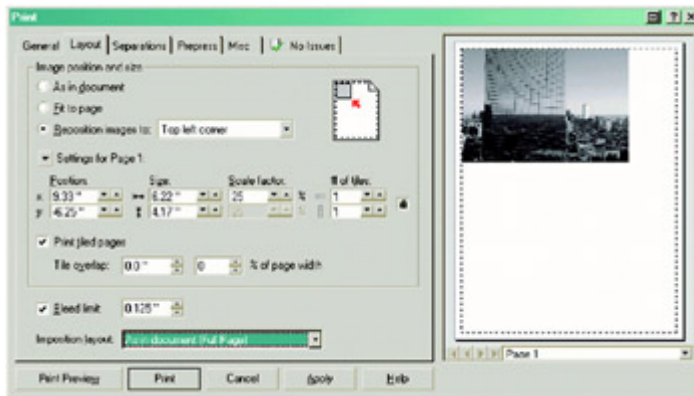 Print
General Layout Separations Prepress Misc No Issues
Image position and size
As in document
Fit to page
Reposition images to: Top left corner
Settings for Page 1:
Position: Size: Scale factor: # of tiles:
x: 9.33 " 6.22 " 25 % 1
y: 6.25 " 4.17 " 25 % 1
Print tiled pages
Tile overlap: 0.0 " 0 % of page width
Bleed limit: 0.125 "
Imposition layout: As in document (Full Page)
Page 1
Print Preview Print Cancel Apply Help